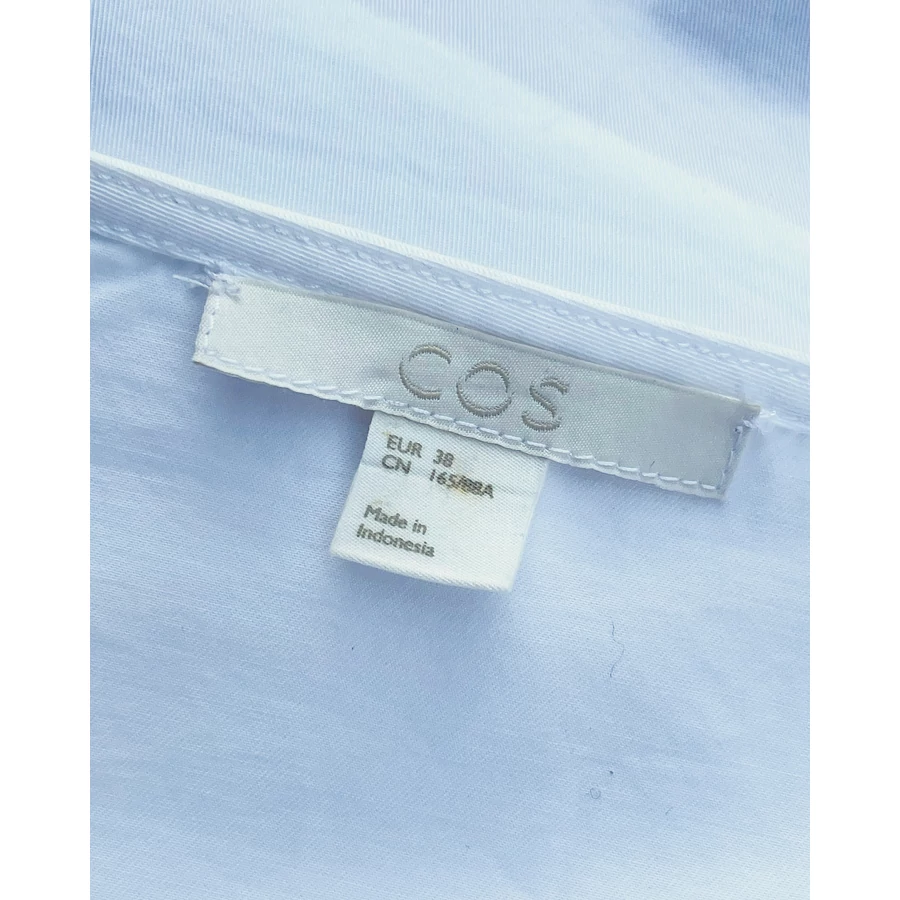 COS
EUR 38
CN 165/88A
Made in
Indonesia